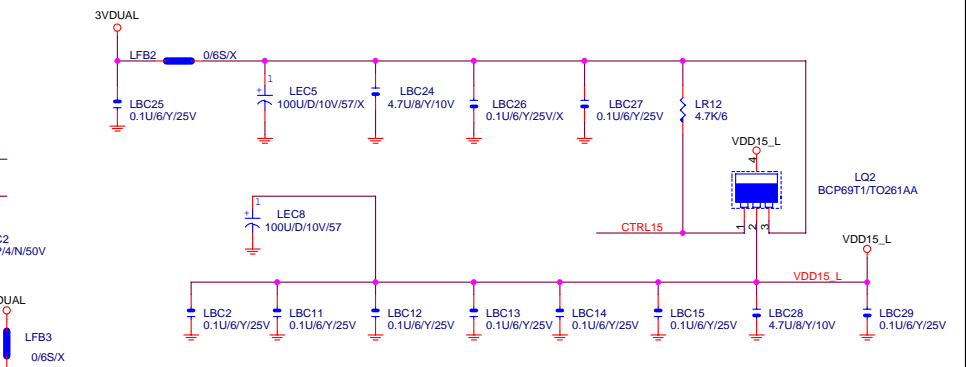 3VDUAL
LFB2 0/6S/X
LBC25
0.1U/6/Y/25V
1
LEC5
100U/D/10V/57/X
LBC24
4.7U/8/Y/10V
LBC26
0.1U/6/Y/25V/X
LBC27
0.1U/6/Y/25V
LR12
4.7K/6
VDD15_L
4
LQ2
BCP69T1/TO261AA
1 2 3
CTRL15
1
LEC8
100U/D/10V/57
VDD15_L
VDD15_L
C2
P/4/N/50V
LBC2
0.1U/6/Y/25V
LBC11
0.1U/6/Y/25V
LBC12
0.1U/6/Y/25V
LBC13
0.1U/6/Y/25V
LBC14
0.1U/6/Y/25V
LBC15
0.1U/6/Y/25V
LBC28
4.7U/8/Y/10V
LBC29
0.1U/6/Y/25V
DUAL
LFB3
0/6S/X